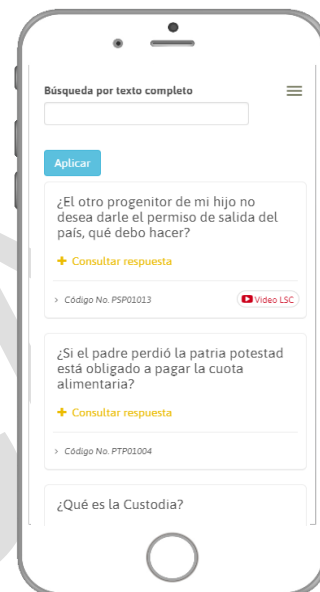 Búsqueda por texto completo
Aplicar
¿El otro progenitor de mi hijo no
desea darle el permiso de salida del
país, qué debo hacer?
+ Consultar respuesta
> Código No. PSP01013
Video LSC
¿Si el padre perdió la patria potestad
está obligado a pagar la cuota
alimentaria?
+ Consultar respuesta
> Código No. PTP01004
¿Qué es la Custodia?